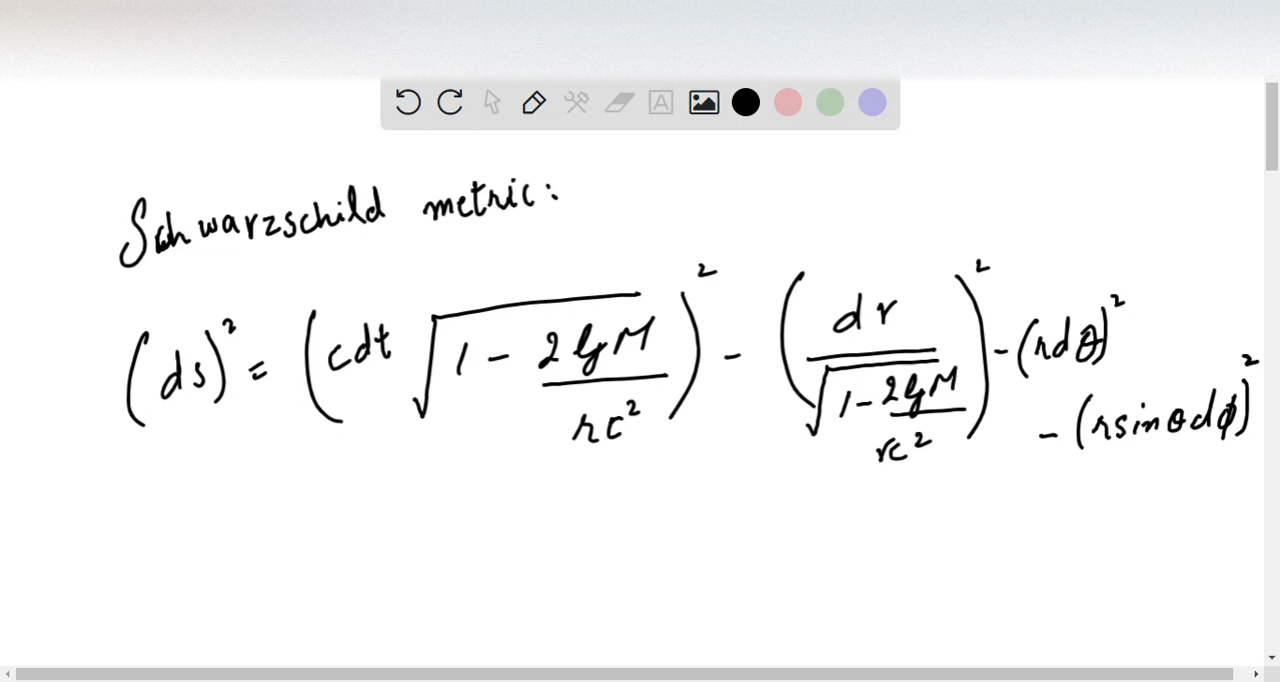 Schwarzschild metric:
(ds)² = (cdt √(1 - 2GM/rc²))² - (dr/√(1 - 2GM/rc²))² - (rdθ)²
- (rsinθdϕ)²